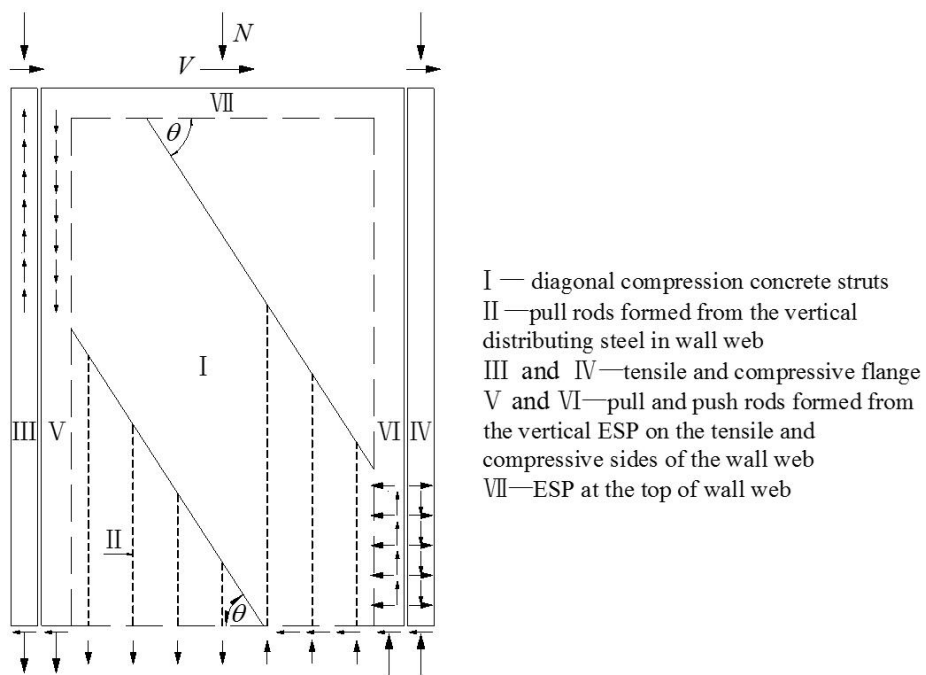 N
V
Ⅶ
θ
Ⅰ
Ⅲ
Ⅴ
Ⅵ
Ⅳ
Ⅱ
θ
Ⅰ — diagonal compression concrete struts
Ⅱ —pull rods formed from the vertical
distributing steel in wall web
Ⅲ and Ⅳ—tensile and compressive flange
Ⅴ and Ⅵ—pull and push rods formed from
the vertical ESP on the tensile and
compressive sides of the wall web
Ⅶ—ESP at the top of wall web